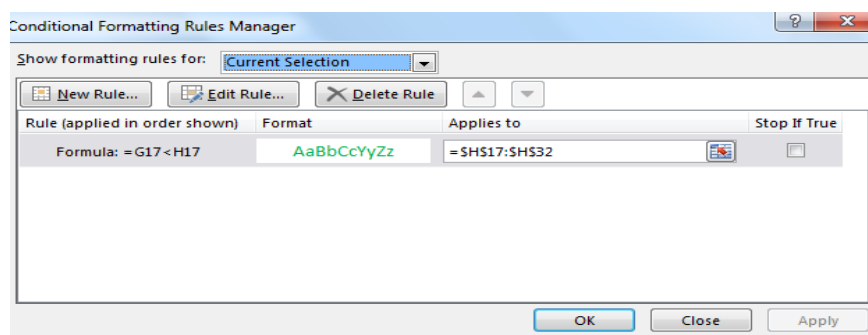 Conditional Formatting Rules Manager
?
Show formatting rules for: Current Selection
New Rule... Edit Rule... Delete Rule
Rule (applied in order shown) Format Applies to Stop If True
Formula: =G17<H17 AaBbCcYyZz =$H$17:$H$32
OK Close Apply